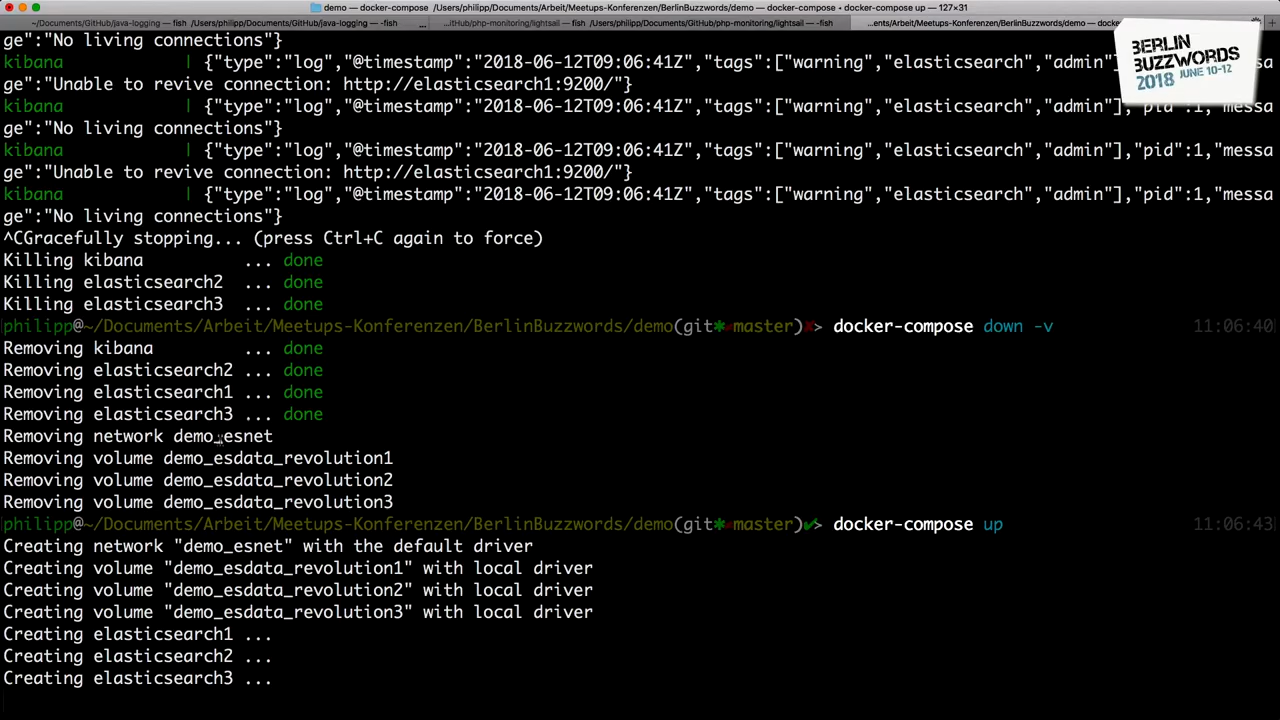 demo — docker-compose /Users/philipp/Documents/GitHub/java-logging — docker-compose up — 127×31
~/Documents/GitHub/java-logging — fish /Users/philipp/Documents/GitHub/java-logging — -fish
...itHub/php-monitoring/lightsail — fish /Users/philipp/Documents/GitHub/php-monitoring/lightsail — -fish
...ents/Arbeit/Meetups-Konferenzen/BerlinBuzzwords/demo — docker-compose
BERLIN
BUZZWORDS
2018 JUNE 10-12
ge":"No living connections"}
kibana | {"type":"log","@timestamp":"2018-06-12T09:06:41Z","tags":["warning","elasticsearch","admin"]
ge":"Unable to revive connection: http://elasticsearch1:9200/"}
kibana | {"type":"log","@timestamp":"2018-06-12T09:06:41Z","tags":["warning","elasticsearch","admin"],"pid":1,"messa
ge":"No living connections"}
kibana | {"type":"log","@timestamp":"2018-06-12T09:06:41Z","tags":["warning","elasticsearch","admin"],"pid":1,"messa
ge":"Unable to revive connection: http://elasticsearch1:9200/"}
kibana | {"type":"log","@timestamp":"2018-06-12T09:06:41Z","tags":["warning","elasticsearch","admin"],"pid":1,"messa
ge":"No living connections"}
^CGracefully stopping... (press Ctrl+C again to force)
Killing kibana ... done
Killing elasticsearch2 ... done
Killing elasticsearch3 ... done
philipp@~/Documents/Arbeit/Meetups-Konferenzen/BerlinBuzzwords/demo(git✱ master)✘> docker-compose down -v 11:06:40
Removing kibana ... done
Removing elasticsearch2 ... done
Removing elasticsearch1 ... done
Removing elasticsearch3 ... done
Removing network demo_esnet
Removing volume demo_esdata_revolution1
Removing volume demo_esdata_revolution2
Removing volume demo_esdata_revolution3
philipp@~/Documents/Arbeit/Meetups-Konferenzen/BerlinBuzzwords/demo(git✱ master)✔> docker-compose up 11:06:43
Creating network "demo_esnet" with the default driver
Creating volume "demo_esdata_revolution1" with local driver
Creating volume "demo_esdata_revolution2" with local driver
Creating volume "demo_esdata_revolution3" with local driver
Creating elasticsearch1 ...
Creating elasticsearch2 ...
Creating elasticsearch3 ...